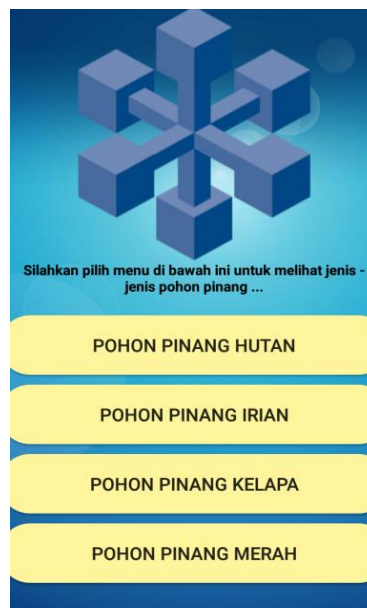 Silahkan pilih menu di bawah ini untuk melihat jenis -
jenis pohon pinang ...
POHON PINANG HUTAN
POHON PINANG IRIAN
POHON PINANG KELAPA
POHON PINANG MERAH